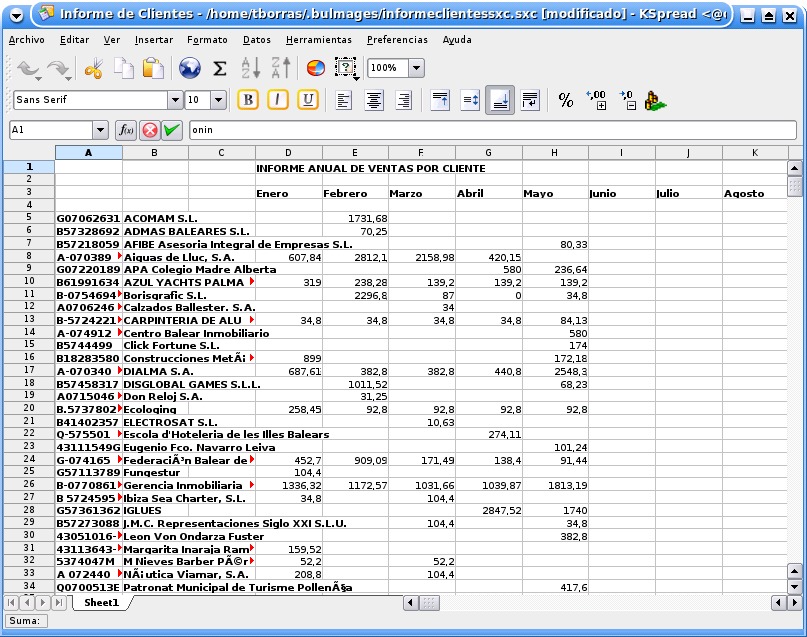 Informe de Clientes - /home/tborras/.bulmages/informeclientessxc.sxc [modificado] - KSpread <@
Archivo Editar Ver Insertar Formato Datos Herramientas Preferencias Ayuda
100%
Sans Serif 10 B I U % ,00 ,0
A1 f(x) onin
A B C D E F G H I J K
1 INFORME ANUAL DE VENTAS POR CLIENTE
2
3 Enero Febrero Marzo Abril Mayo Junio Julio Agosto
4
5 G07062631 ACOMAM S.L. 1731,68
6 B57328692 ADMAS BALEARES S.L. 70,25
7 B57218059 AFIBE Asesoria Integral de Empresas S.L. 80,33
8 A-070389 Aiguas de Lluc, S.A. 607,84 2812,1 2158,98 420,15
9 G07220189 APA Colegio Madre Alberta 580 236,64
10 B61991634 AZUL YACHTS PALMA 319 238,28 139,2 139,2 139,2
11 B-0754694 Borisgrafic S.L. 2296,8 87 0 34,8
12 A0706246 Calzados Ballester. S.A. 34
13 B-5724221 CARPINTERIA DE ALU 34,8 34,8 34,8 34,8 84,13
14 A-074912 Centro Balear Inmobiliario 580
15 B5744499 Click Fortune S.L. 174
16 B18283580 Construcciones MetÃ¡ 899 172,18
17 A-070340 DIALMA S.A. 687,61 382,8 382,8 440,8 2548,3
18 B57458317 DISGLOBAL GAMES S.L.L. 1011,52 68,23
19 A0715046 Don Reloj S.A. 31,25
20 B.5737802 Ecologing 258,45 92,8 92,8 92,8 92,8
21 B41402357 ELECTROSAT S.L. 10,63
22 Q-575501 Escola d'Hoteleria de les Illes Balears 274,11
23 43111549G Eugenio Fco. Navarro Leiva 101,24
24 G-074165 FederaciÃ³n Balear de 452,7 909,09 171,49 138,4 91,44
25 G57113789 Fungestur 104,4
26 B-0770861 Gerencia Inmobiliaria 1336,32 1172,57 1031,66 1039,87 1813,19
27 B 5724595 Ibiza Sea Charter, S.L. 34,8 104,4
28 G57361362 IGLUES 2847,52 1740
29 B57273088 J.M.C. Representaciones Siglo XXI S.L.U. 104,4 34,8
30 43051016- Leon Von Ondarza Fuster 382,8
31 43113643- Margarita Inaraja Ram 159,52
32 5374047M M Nieves Barber PÃ©r 52,2 52,2
33 A 072440 NÃ¡utica Viamar, S.A. 208,8 104,4
34 Q0700513E Patronat Municipal de Turisme PollenÃ§a 417,6
Sheet1
Suma: